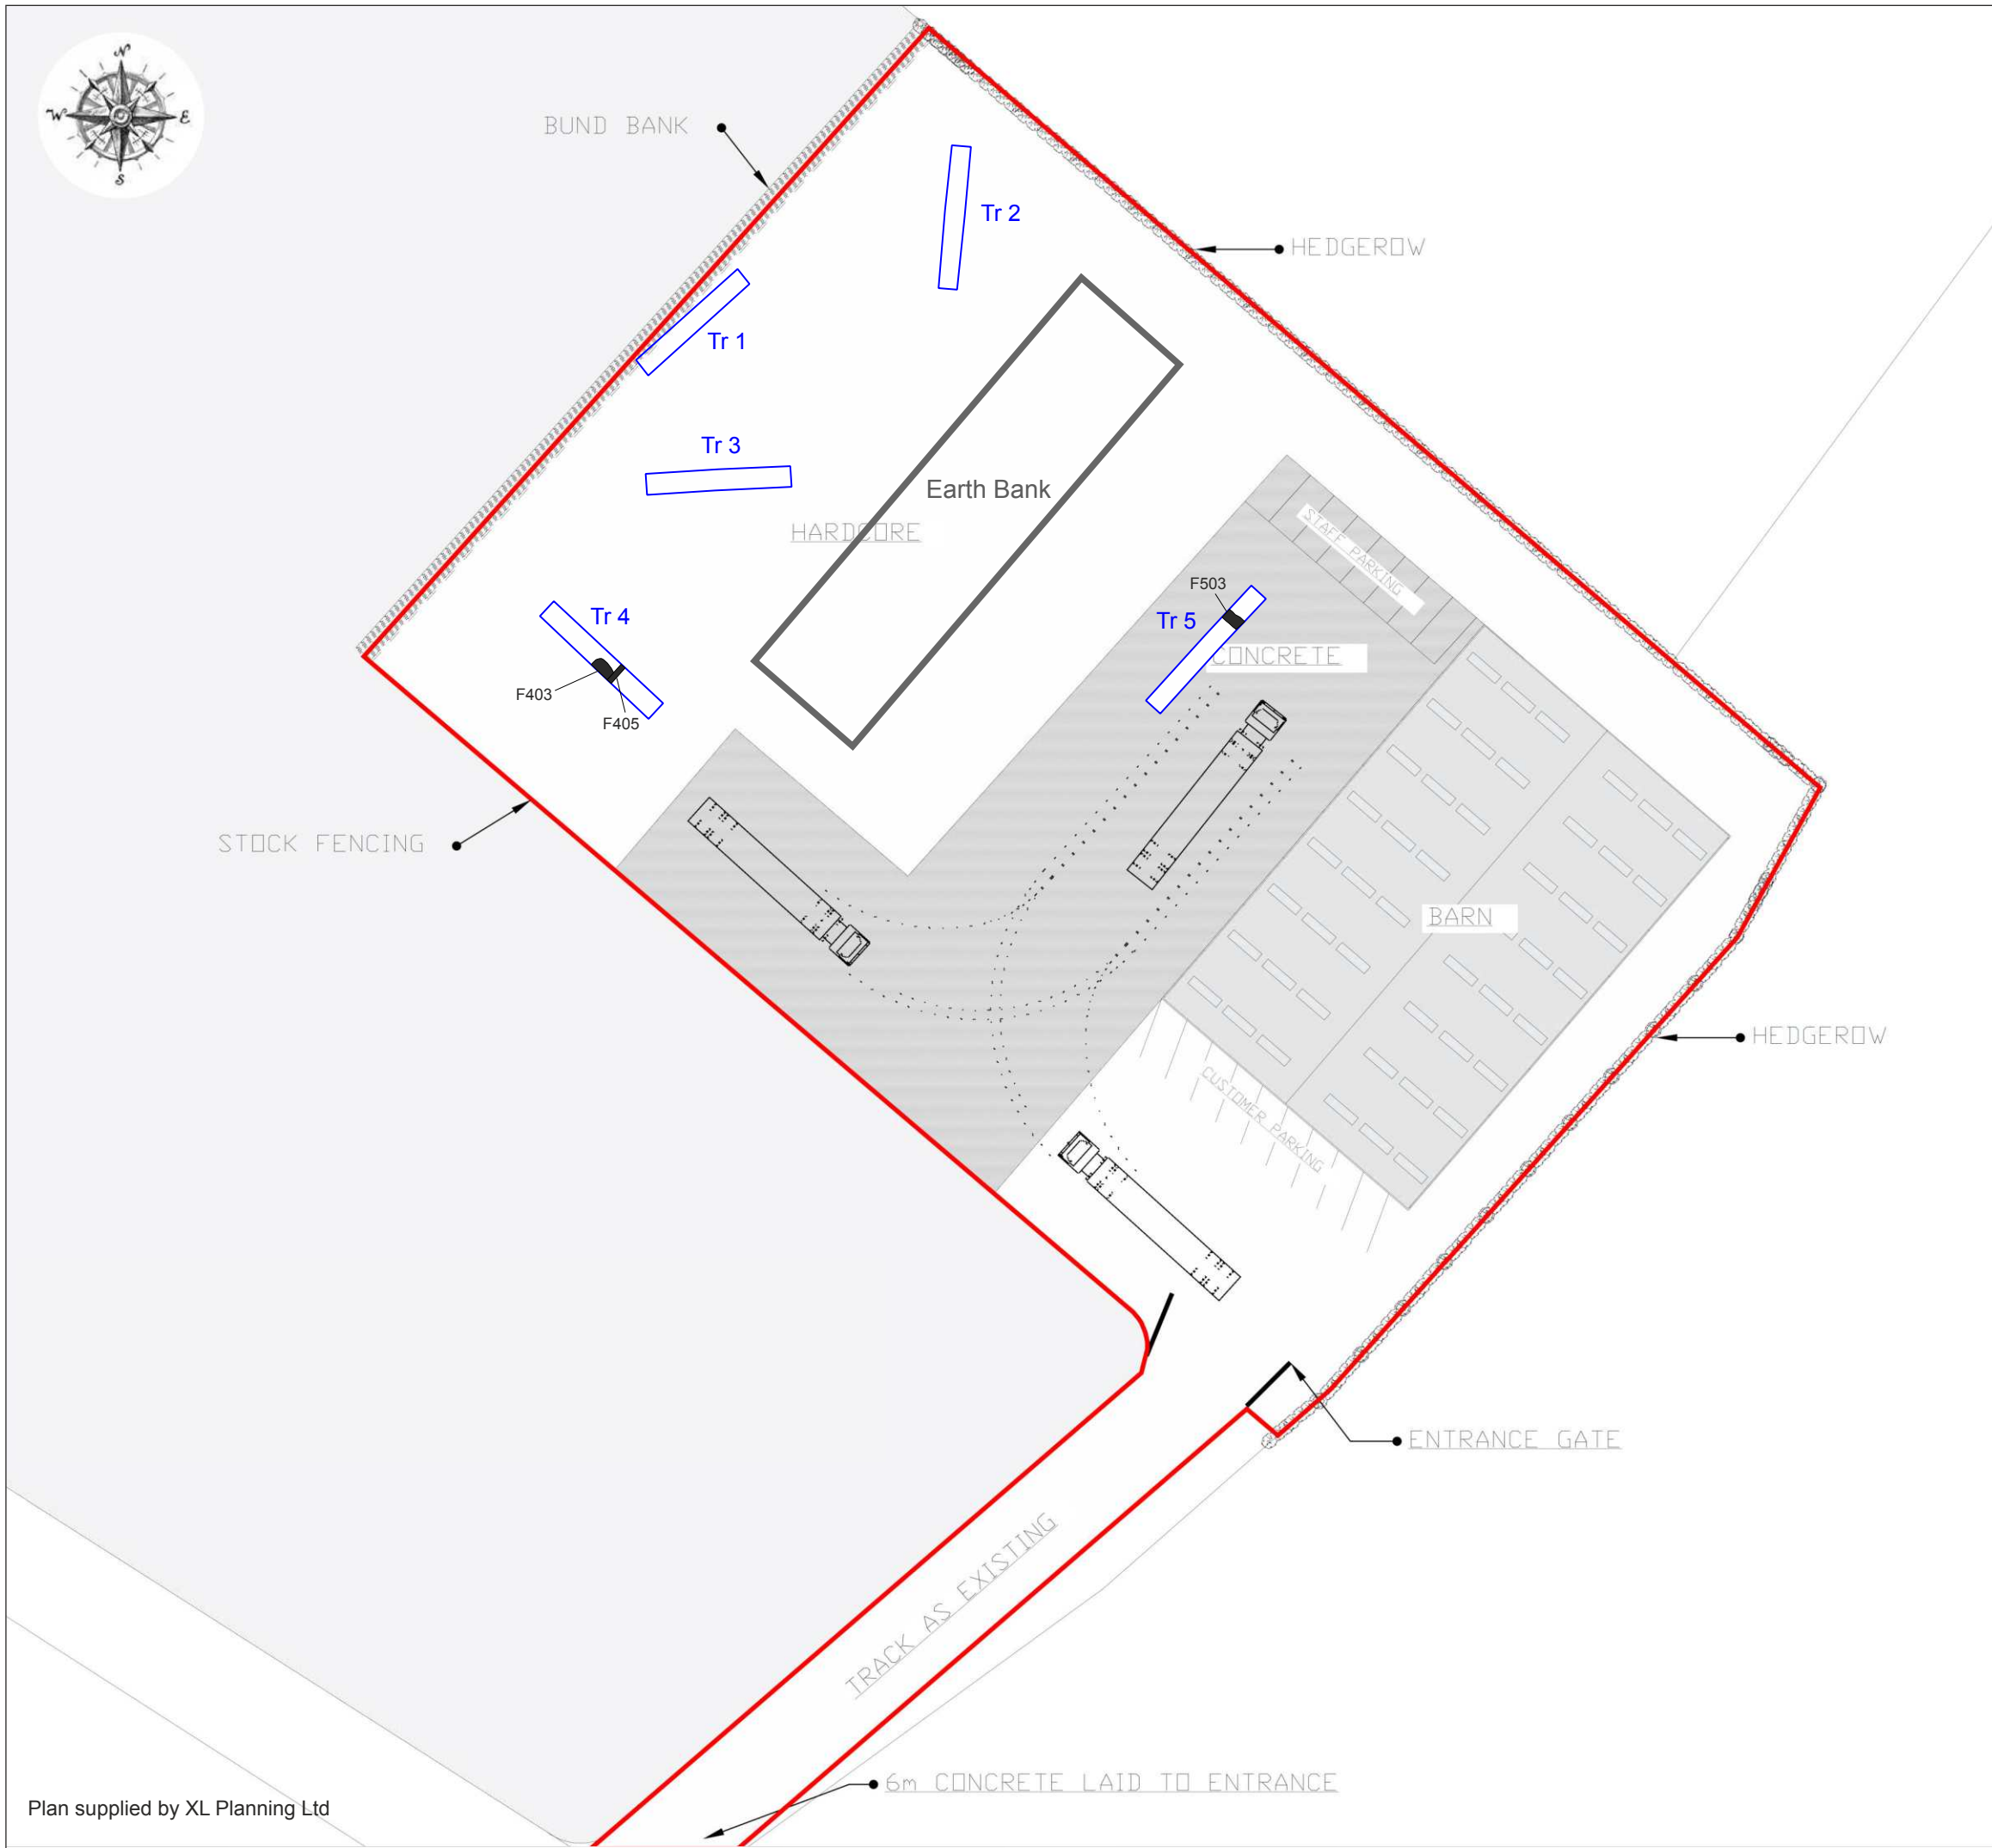 N
W
E
S
BUND BANK
Tr 2
HEDGEROW
Tr 1
Tr 3
Earth Bank
HARDCORE
STAFF PARKING
F503
Tr 5
Tr 4
CONCRETE
F403
F405
STOCK FENCING
BARN
HEDGEROW
CUSTOMER PARKING
ENTRANCE GATE
TRACK AS EXISTING
6m CONCRETE LAID TO ENTRANCE
Plan supplied by XL Planning Ltd